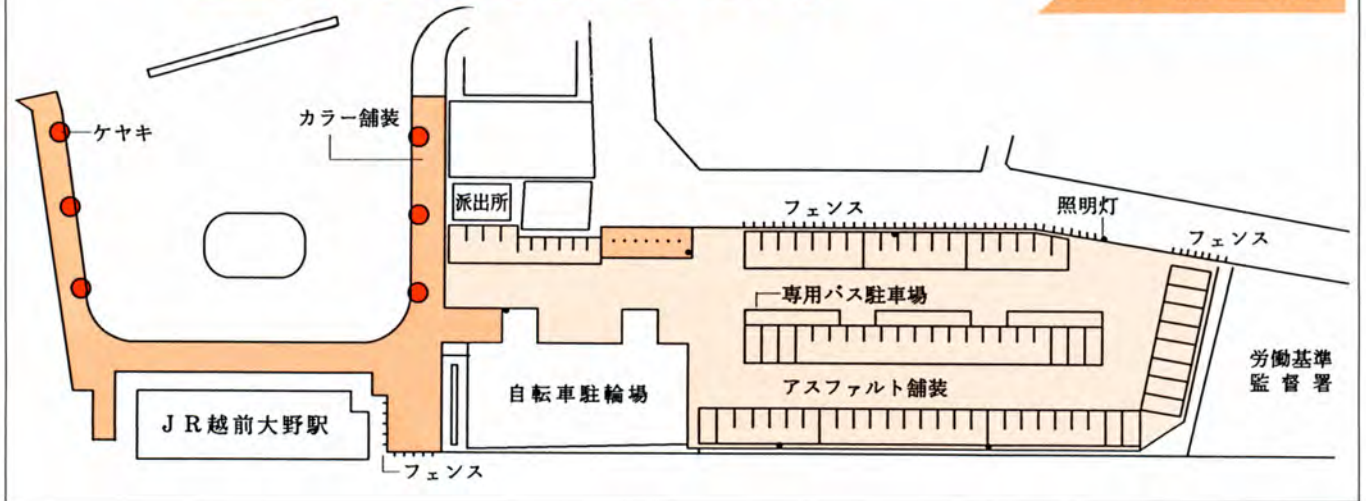 ケヤキ
カラー舗装
派出所
フェンス
照明灯
フェンス
専用バス駐車場
アスファルト舗装
労働基準
監督署
自転車駐輪場
JR越前大野駅
フェンス